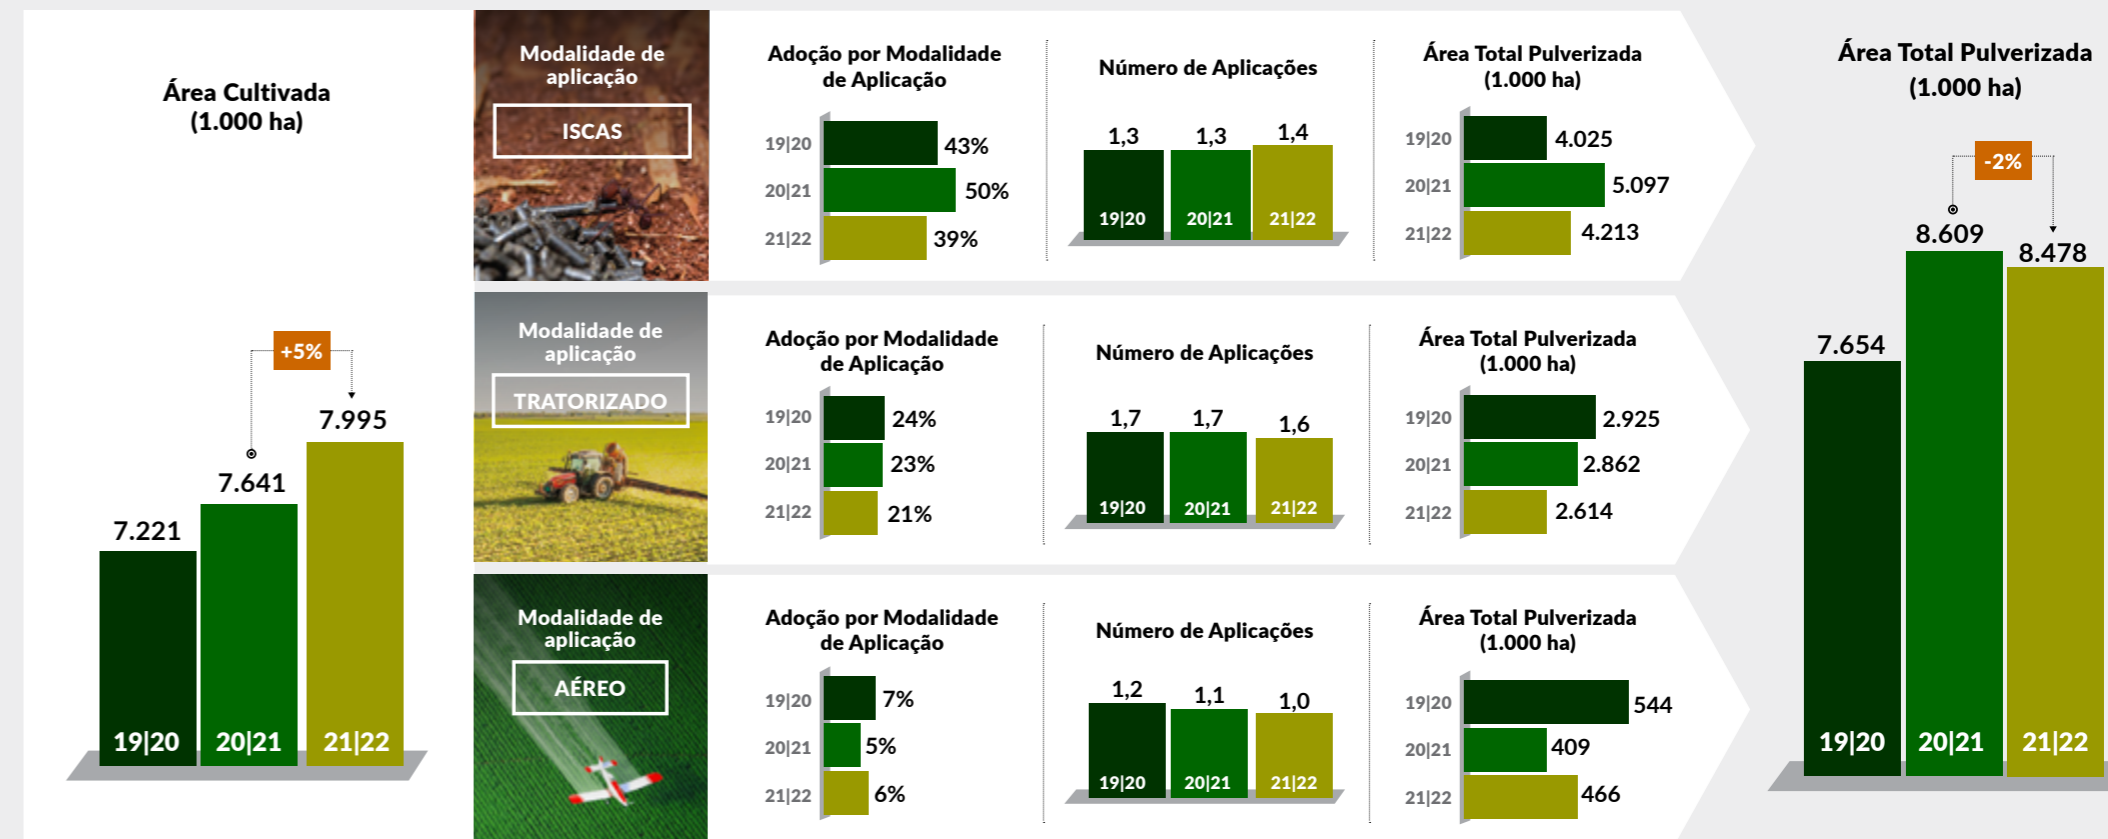 Área Cultivada
(1.000 ha)
+5%
7.221
7.641
7.995
19|20
20|21
21|22
Modalidade de
aplicação
ISCAS
Adoção por Modalidade
de Aplicação
19|20
43%
20|21
50%
21|22
39%
Número de Aplicações
1,3
1,3
1,4
19|20
20|21
21|22
Área Total Pulverizada
(1.000 ha)
19|20
4.025
20|21
5.097
21|22
4.213
Modalidade de
aplicação
TRATORIZADO
Adoção por Modalidade
de Aplicação
19|20
24%
20|21
23%
21|22
21%
Número de Aplicações
1,7
1,7
1,6
19|20
20|21
21|22
Área Total Pulverizada
(1.000 ha)
19|20
2.925
20|21
2.862
21|22
2.614
Modalidade de
aplicação
AÉREO
Adoção por Modalidade
de Aplicação
19|20
7%
20|21
5%
21|22
6%
Número de Aplicações
1,2
1,1
1,0
19|20
20|21
21|22
Área Total Pulverizada
(1.000 ha)
19|20
544
20|21
409
21|22
466
Área Total Pulverizada
(1.000 ha)
-2%
7.654
8.609
8.478
19|20
20|21
21|22